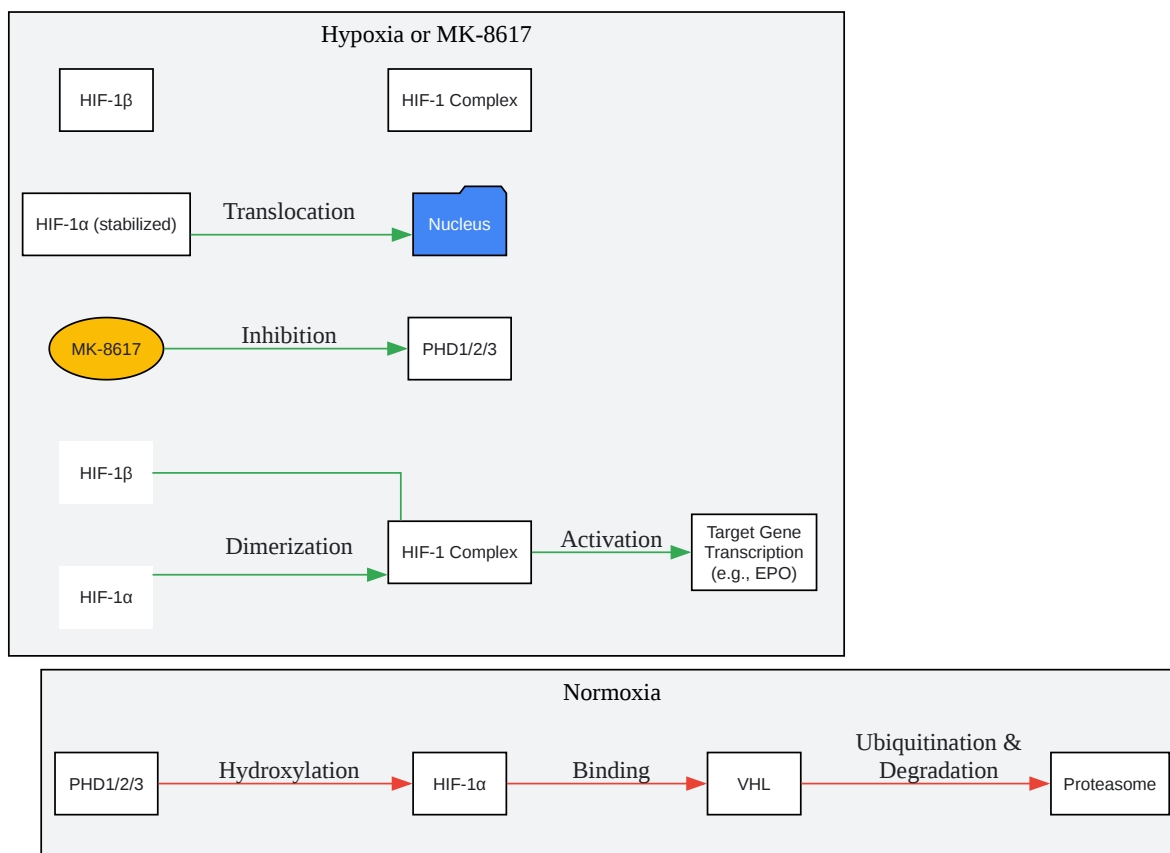 Hypoxia or MK-8617
HIF-1β
HIF-1 Complex
HIF-1α (stabilized)
Translocation
Nucleus
MK-8617
Inhibition
PHD1/2/3
HIF-1β
Dimerization
HIF-1 Complex
Activation
Target Gene
Transcription
(e.g., EPO)
HIF-1α
Normoxia
PHD1/2/3
Hydroxylation
HIF-1α
Binding
VHL
Ubiquitination &
Degradation
Proteasome